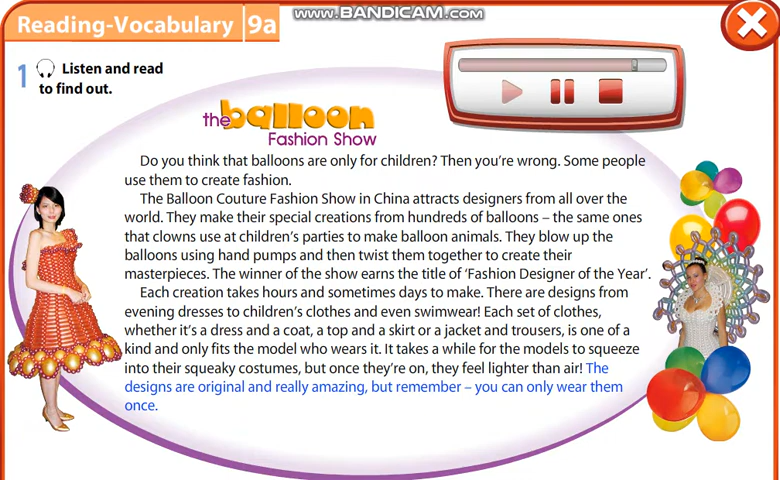 www.BANDICAM.com
Reading-Vocabulary 9a
1 Listen and read
to find out.
the balloon
Fashion Show
Do you think that balloons are only for children? Then you're wrong. Some people
use them to create fashion.
The Balloon Couture Fashion Show in China attracts designers from all over the
world. They make their special creations from hundreds of balloons – the same ones
that clowns use at children's parties to make balloon animals. They blow up the
balloons using hand pumps and then twist them together to create their
masterpieces. The winner of the show earns the title of 'Fashion Designer of the Year'.
Each creation takes hours and sometimes days to make. There are designs from
evening dresses to children's clothes and even swimwear! Each set of clothes,
whether it's a dress and a coat, a top and a skirt or a jacket and trousers, is one of a
kind and only fits the model who wears it. It takes a while for the models to squeeze
into their squeaky costumes, but once they're on, they feel lighter than air! The
designs are original and really amazing, but remember – you can only wear them
once.